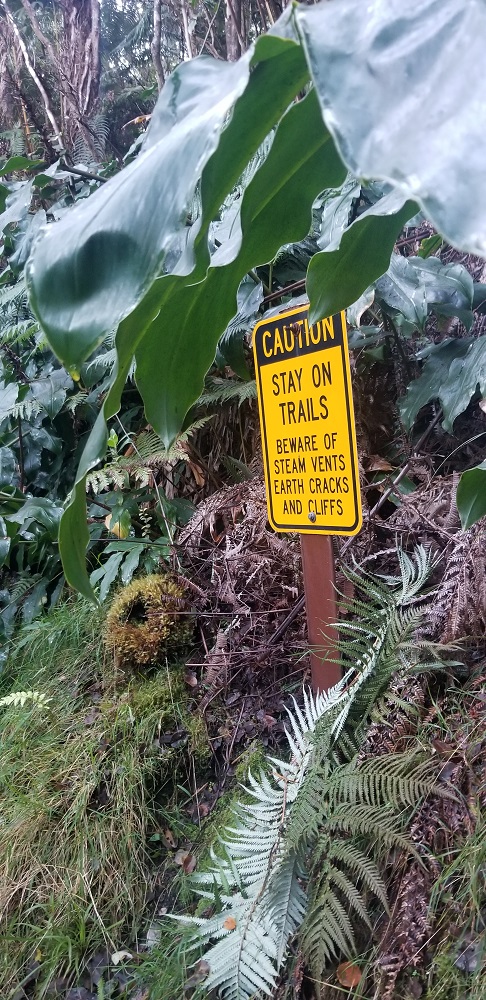 CAUTION
STAY ON
TRAILS
BEWARE OF
STEAM VENTS
EARTH CRACKS
AND CLIFFS